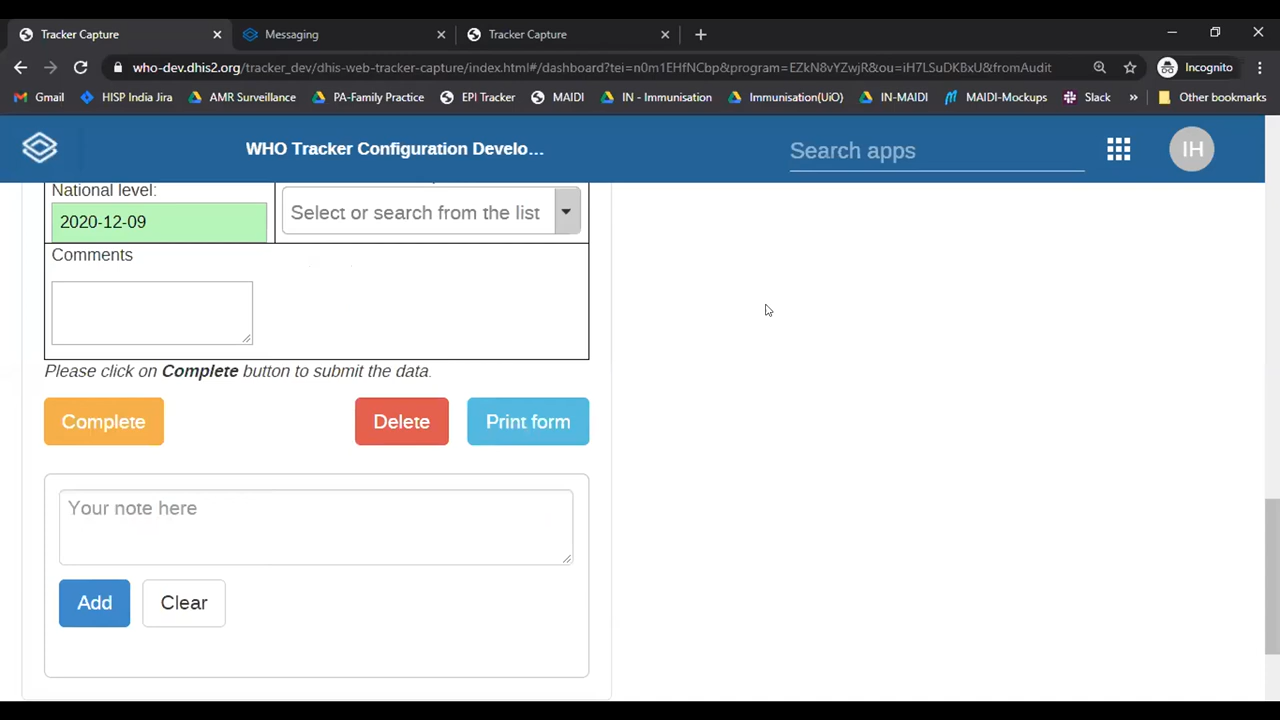 Tracker Capture
Messaging
Tracker Capture
who-dev.dhis2.org/tracker_dev/dhis-web-tracker-capture/index.html#/dashboard?tei=n0m1EHfNCbp&program=EZkN8vYZwjR&ou=iH7LSuDKBxU&fromAudit
Incognito
Gmail
HISP India Jira
AMR Surveillance
PA-Family Practice
EPI Tracker
MAIDI
IN - Immunisation
Immunisation(UiO)
IN-MAIDI
MAIDI-Mockups
Slack
»
Other bookmarks
WHO Tracker Configuration Develo...
Search apps
IH
National level:
2020-12-09
Select or search from the list
Comments
Please click on Complete button to submit the data.
Complete
Delete
Print form
Your note here
Add
Clear